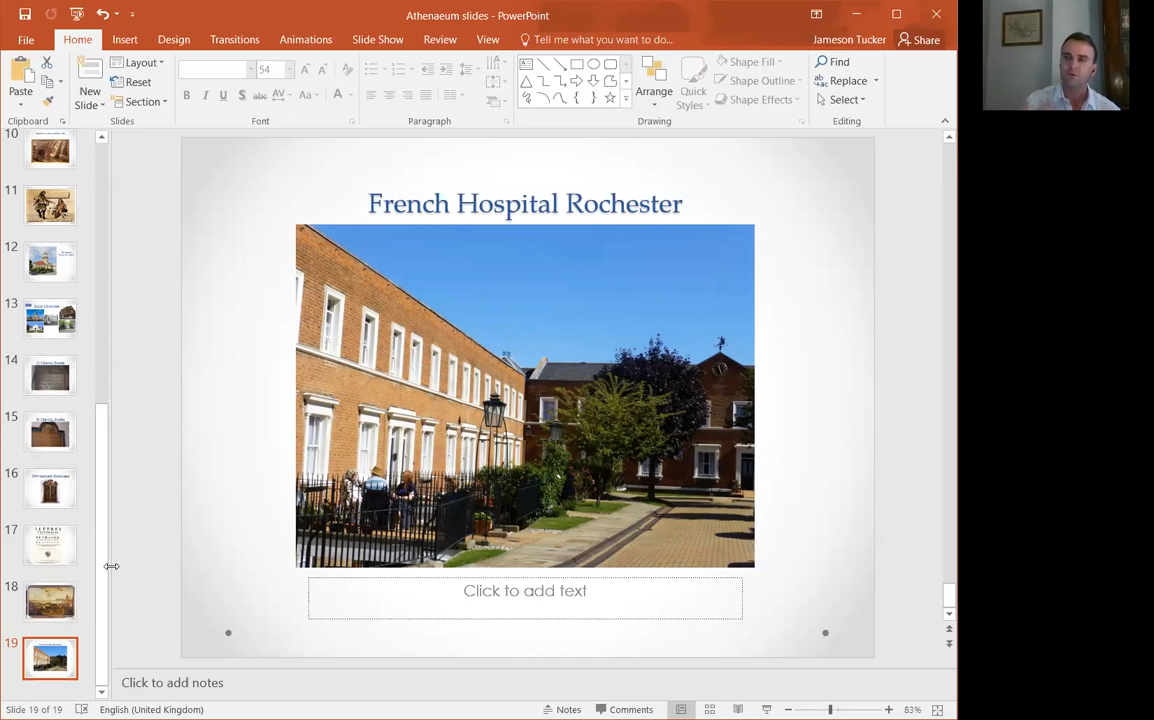 Athenaeum slides - PowerPoint
File Home Insert Design Transitions Animations Slide Show Review View Tell me what you want to do... Jameson Tucker Share
Paste
New
Slide
Layout
Reset
Section
54
B I U S abc AV Aa A
Arrange
Quick
Styles
Shape Fill
Shape Outline
Shape Effects
Find
Replace
Select
Clipboard Slides Font Paragraph Drawing Editing
10
11
12
13
14
15
16
17
LETTRES
18
19
French Hospital Rochester
Click to add text
Click to add notes
Slide 19 of 19 English (United Kingdom) Notes Comments 83%